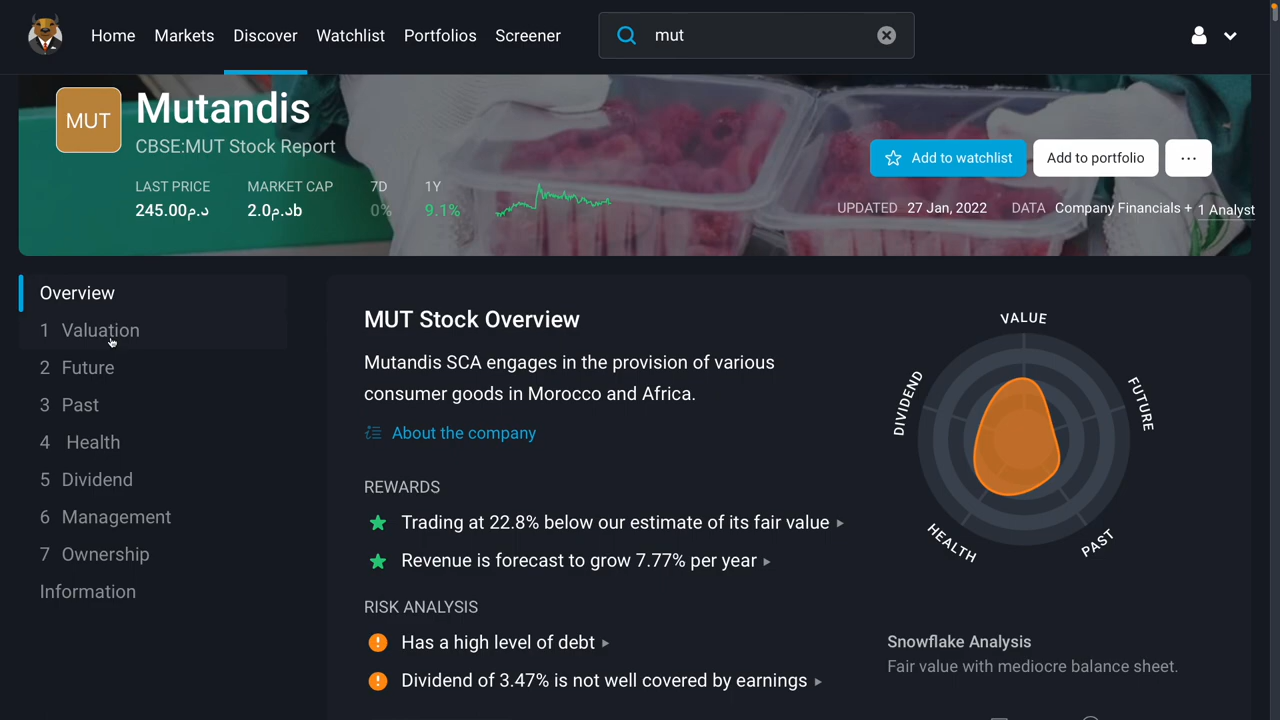 Home Markets Discover Watchlist Portfolios Screener mut
MUT
Mutandis
CBSE:MUT Stock Report
LAST PRICE MARKET CAP 7D 1Y
245.00د.م. 2.0د.م.b 0% 9.1%
Add to watchlist Add to portfolio ...
UPDATED 27 Jan, 2022 DATA Company Financials + 1 Analyst
Overview
1 Valuation
2 Future
3 Past
4 Health
5 Dividend
6 Management
7 Ownership
Information
MUT Stock Overview
Mutandis SCA engages in the provision of various
consumer goods in Morocco and Africa.
About the company
REWARDS
Trading at 22.8% below our estimate of its fair value
Revenue is forecast to grow 7.77% per year
RISK ANALYSIS
Has a high level of debt
Dividend of 3.47% is not well covered by earnings
VALUE
FUTURE
PAST
HEALTH
DIVIDEND
Snowflake Analysis
Fair value with mediocre balance sheet.